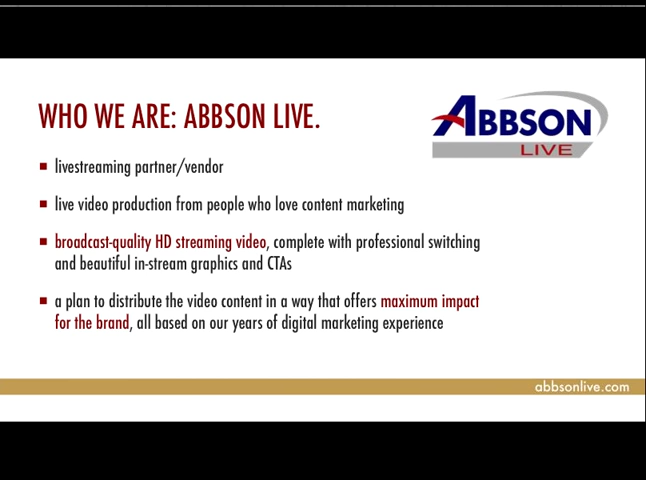 WHO WE ARE: ABBSON LIVE.
ABBSON
LIVE
livestreaming partner/vendor
live video production from people who love content marketing
broadcast-quality HD streaming video, complete with professional switching
and beautiful in-stream graphics and CTAs
a plan to distribute the video content in a way that offers maximum impact
for the brand, all based on our years of digital marketing experience
abbsonlive.com